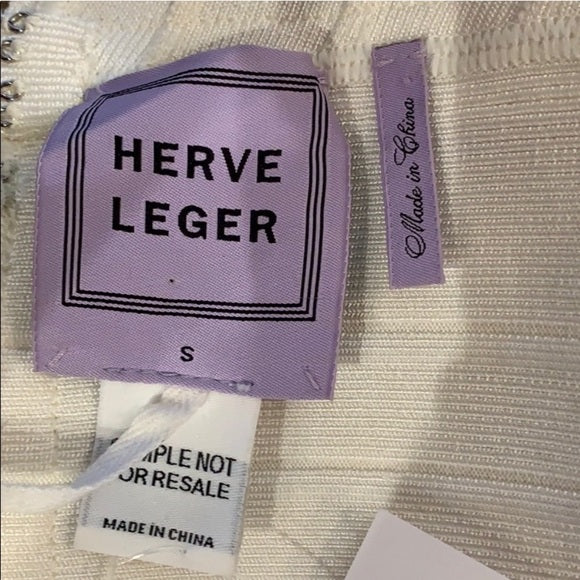 HERVE
LEGER
S
Made in China
NOT
RESALE
MADE IN CHINA